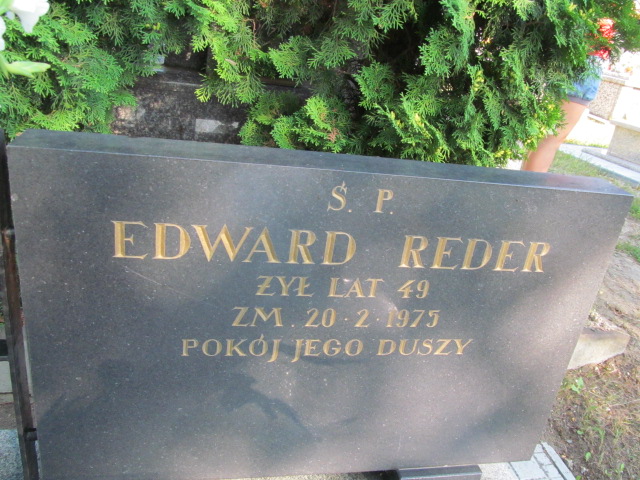 Ś. P.
EDWARD REDER
ŻYŁ LAT 49
ZM. 20·2·1975
POKÓJ JEGO DUSZY